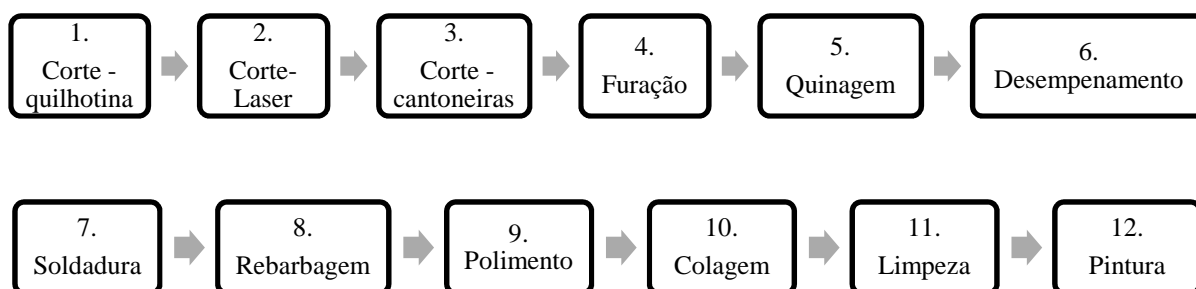 1.
Corte -
quilhotina
2.
Corte-
Laser
3.
Corte -
cantoneiras
4.
Furação
5.
Quinagem
6.
Desempenamento
7.
Soldadura
8.
Rebarbagem
9.
Polimento
10.
Colagem
11.
Limpeza
12.
Pintura